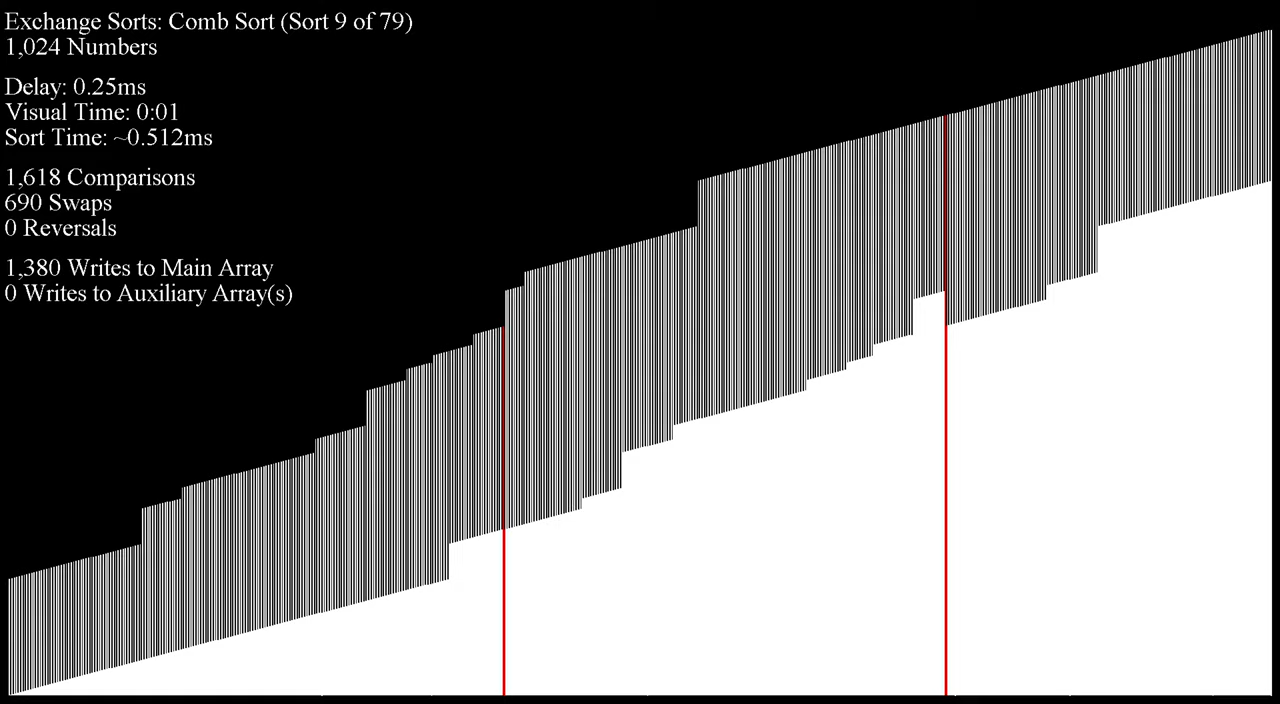 Exchange Sorts: Comb Sort (Sort 9 of 79)
1,024 Numbers
Delay: 0.25ms
Visual Time: 0:01
Sort Time: ~0.512ms
1,618 Comparisons
690 Swaps
0 Reversals
1,380 Writes to Main Array
0 Writes to Auxiliary Array(s)